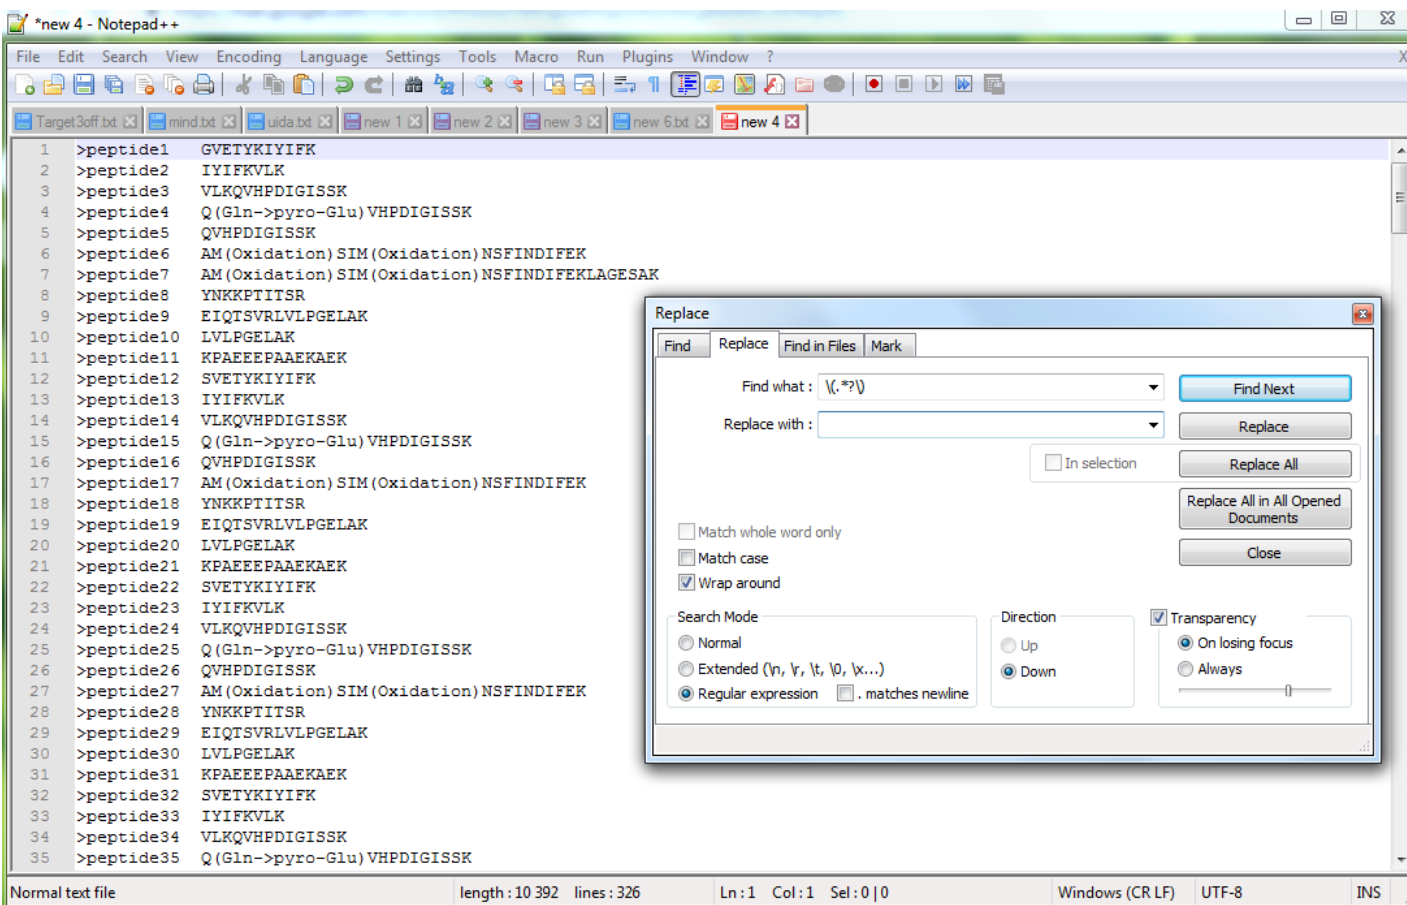 *new 4 - Notepad++
File Edit Search View Encoding Language Settings Tools Macro Run Plugins Window ? X
Target3off.txt mind.txt uida.txt new 1 new 2 new 3 new 6.txt new 4
1 >peptide1 GVETYKIYIFK
2 >peptide2 IYIFKVLK
3 >peptide3 VLKQVHPDIGISSK
4 >peptide4 Q(Gln->pyro-Glu)VHPDIGISSK
5 >peptide5 QVHPDIGISSK
6 >peptide6 AM(Oxidation)SIM(Oxidation)NSFINDIFEK
7 >peptide7 AM(Oxidation)SIM(Oxidation)NSFINDIFEKLAGESAK
8 >peptide8 YNKKPTITSR
9 >peptide9 EIQTSVRLVLPGELAK
10 >peptide10 LVLPGELAK
11 >peptide11 KPAEEEPAAEKAEK
12 >peptide12 SVETYKIYIFK
13 >peptide13 IYIFKVLK
14 >peptide14 VLKQVHPDIGISSK
15 >peptide15 Q(Gln->pyro-Glu)VHPDIGISSK
16 >peptide16 QVHPDIGISSK
17 >peptide17 AM(Oxidation)SIM(Oxidation)NSFINDIFEK
18 >peptide18 YNKKPTITSR
19 >peptide19 EIQTSVRLVLPGELAK
20 >peptide20 LVLPGELAK
21 >peptide21 KPAEEEPAAEKAEK
22 >peptide22 SVETYKIYIFK
23 >peptide23 IYIFKVLK
24 >peptide24 VLKQVHPDIGISSK
25 >peptide25 Q(Gln->pyro-Glu)VHPDIGISSK
26 >peptide26 QVHPDIGISSK
27 >peptide27 AM(Oxidation)SIM(Oxidation)NSFINDIFEK
28 >peptide28 YNKKPTITSR
29 >peptide29 EIQTSVRLVLPGELAK
30 >peptide30 LVLPGELAK
31 >peptide31 KPAEEEPAAEKAEK
32 >peptide32 SVETYKIYIFK
33 >peptide33 IYIFKVLK
34 >peptide34 VLKQVHPDIGISSK
35 >peptide35 Q(Gln->pyro-Glu)VHPDIGISSK
Replace
Find Replace Find in Files Mark
Find what : \(.*?\) Find Next
Replace with : Replace
In selection Replace All
Replace All in All Opened
Documents
Match whole word only
Match case Close
Wrap around
Search Mode Direction Transparency
Normal Up On losing focus
Extended (\n, \r, \t, \0, \x...) Down Always
Regular expression . matches newline
Normal text file length : 10 392 lines : 326 Ln : 1 Col : 1 Sel : 0 | 0 Windows (CR LF) UTF-8 INS